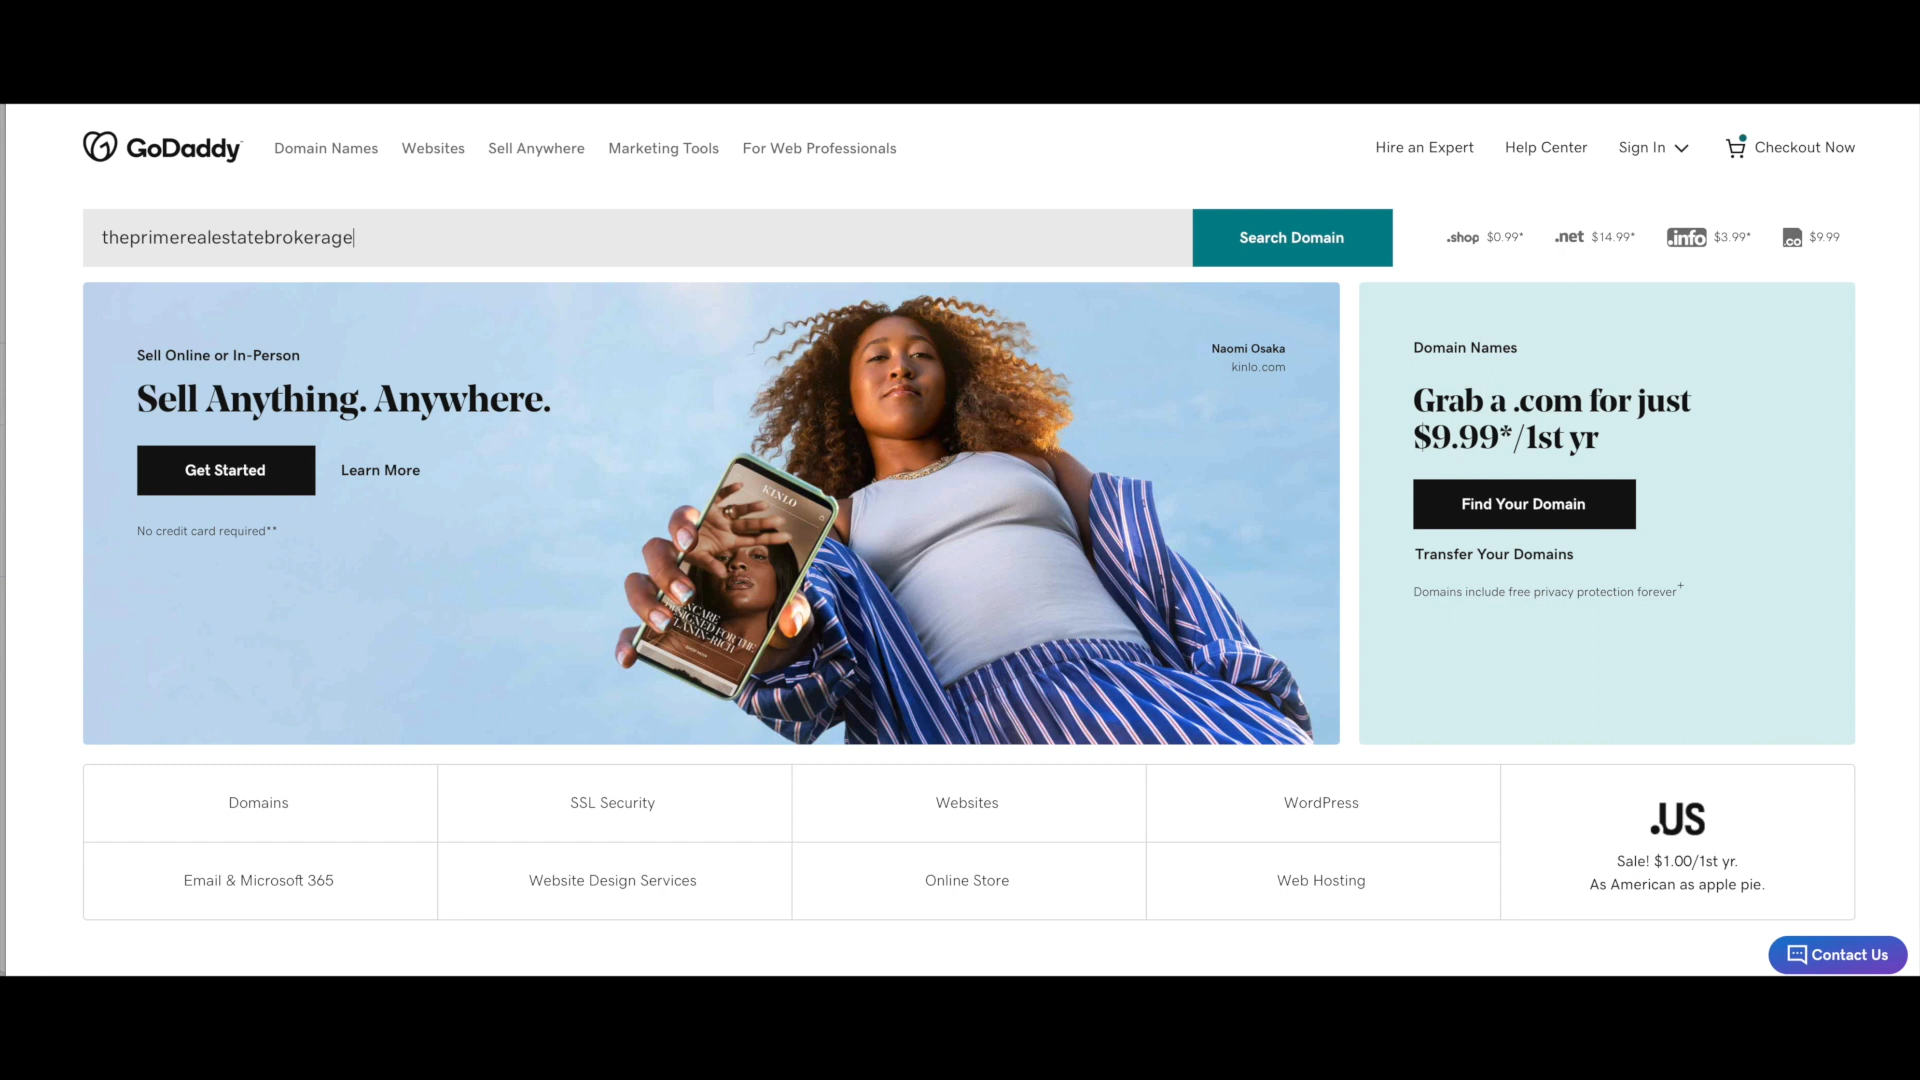 GoDaddy
Domain Names
Websites
Sell Anywhere
Marketing Tools
For Web Professionals
Hire an Expert
Help Center
Sign In
Checkout Now
theprimerealestatebrokerage
Search Domain
.shop $0.99*
.net $14.99*
.info $3.99*
.co $9.99
Sell Online or In-Person
Sell Anything. Anywhere.
Get Started
Learn More
No credit card required**
Naomi Osaka
kinlo.com
KINLO
DESIGNED FOR THE
Domain Names
Grab a .com for just
$9.99*/1st yr
Find Your Domain
Transfer Your Domains
Domains include free privacy protection forever+
Domains
SSL Security
Websites
WordPress
Email & Microsoft 365
Website Design Services
Online Store
Web Hosting
.US
Sale! $1.00/1st yr.
As American as apple pie.
Contact Us